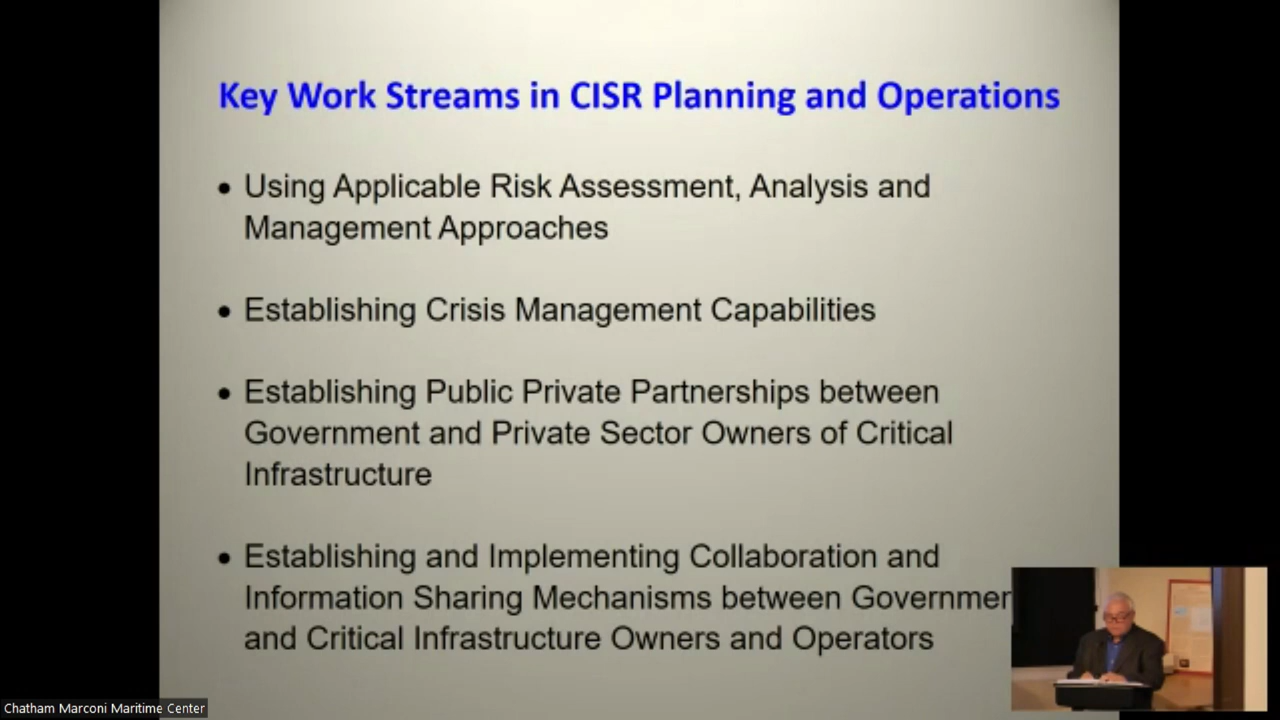 Key Work Streams in CISR Planning and Operations
• Using Applicable Risk Assessment, Analysis and
Management Approaches
• Establishing Crisis Management Capabilities
• Establishing Public Private Partnerships between
Government and Private Sector Owners of Critical
Infrastructure
• Establishing and Implementing Collaboration and
Information Sharing Mechanisms between
and Critical Infrastructure Owners and Operators
Chatham Marconi Maritime Center